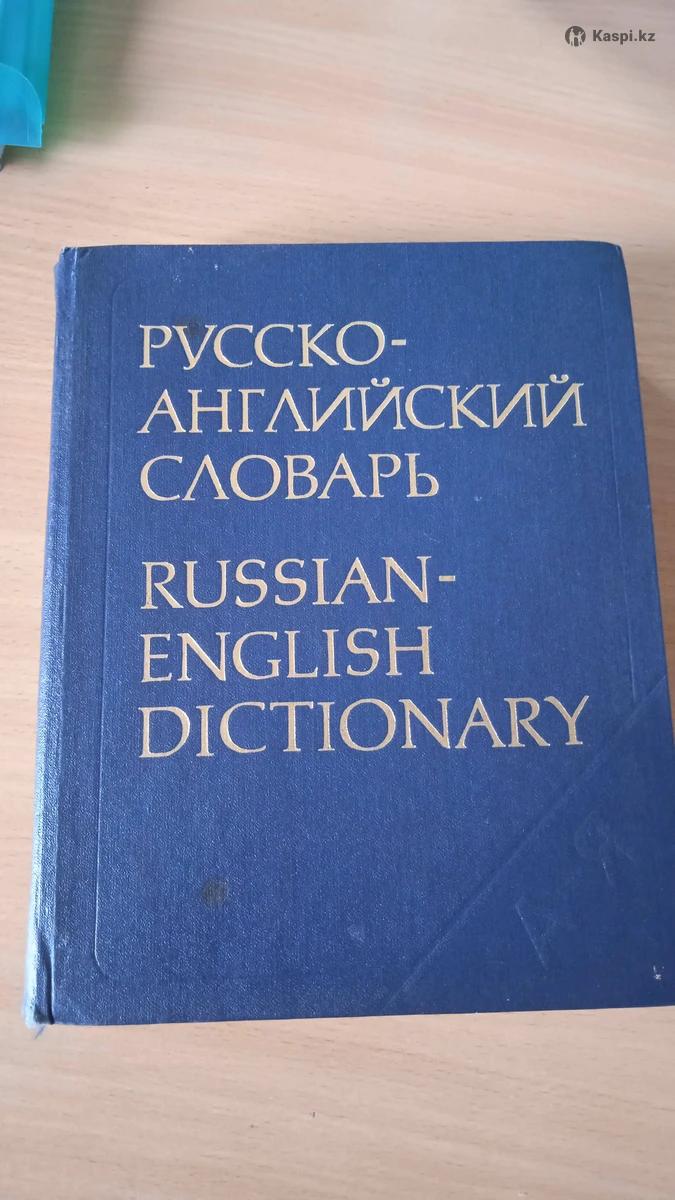 Kaspi.kz
РУССКО-
АНГЛИЙСКИЙ
СЛОВАРЬ
RUSSIAN-
ENGLISH
DICTIONARY
А-Я